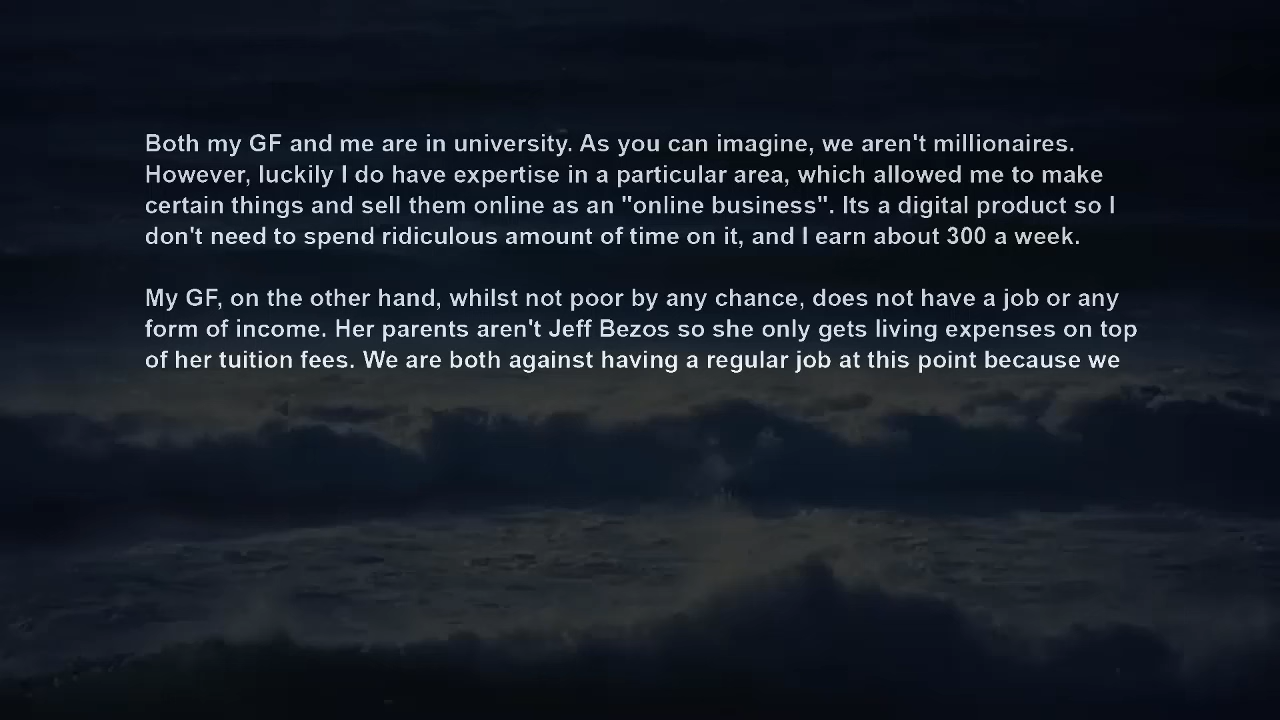 Both my GF and me are in university. As you can imagine, we aren't millionaires.
However, luckily I do have expertise in a particular area, which allowed me to make
certain things and sell them online as an "online business". Its a digital product so I
don't need to spend ridiculous amount of time on it, and I earn about 300 a week.
My GF, on the other hand, whilst not poor by any chance, does not have a job or any
form of income. Her parents aren't Jeff Bezos so she only gets living expenses on top
of her tuition fees. We are both against having a regular job at this point because we